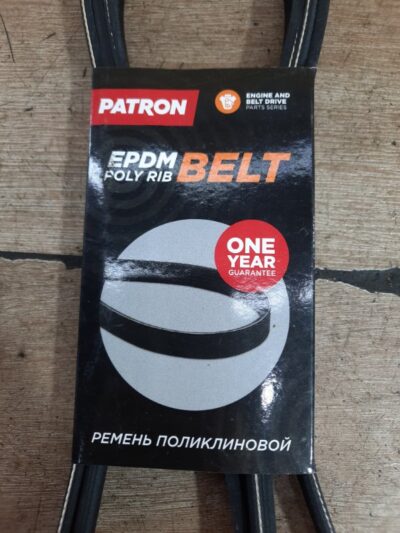 PATRON
ENGINE AND
BELT DRIVE
PARTS SERIES
EPDM
POLY RIB
BELT
ONE
YEAR
GUARANTEE
РЕМЕНЬ ПОЛИКЛИНОВОЙ